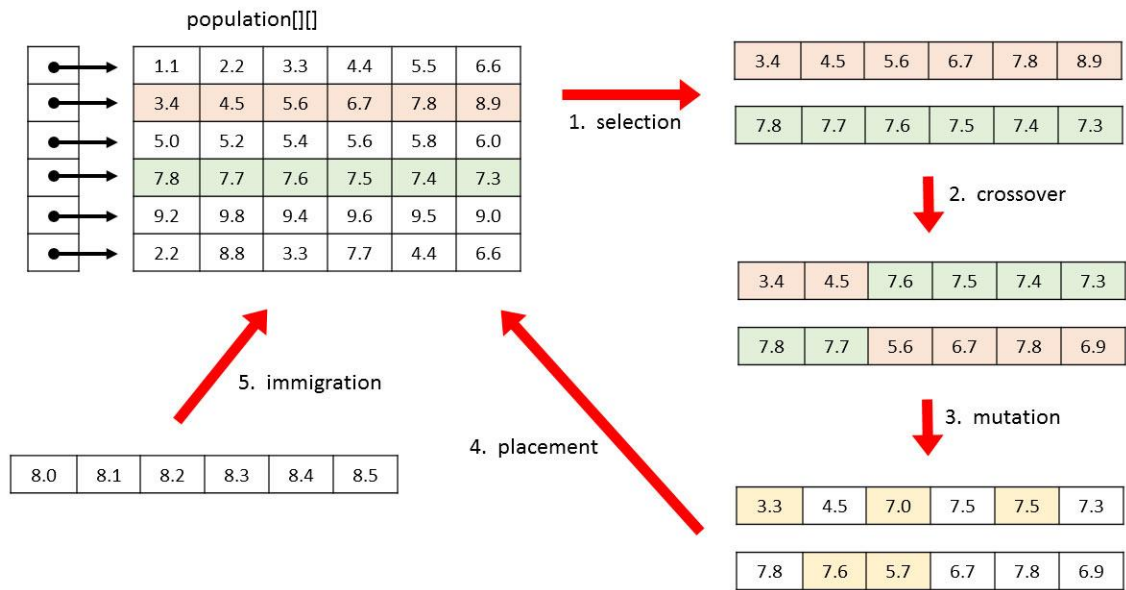 population[][]
1.1 2.2 3.3 4.4 5.5 6.6
3.4 4.5 5.6 6.7 7.8 8.9
5.0 5.2 5.4 5.6 5.8 6.0
7.8 7.7 7.6 7.5 7.4 7.3
9.2 9.8 9.4 9.6 9.5 9.0
2.2 8.8 3.3 7.7 4.4 6.6
1. selection
3.4 4.5 5.6 6.7 7.8 8.9
7.8 7.7 7.6 7.5 7.4 7.3
2. crossover
3.4 4.5 7.6 7.5 7.4 7.3
7.8 7.7 5.6 6.7 7.8 6.9
3. mutation
3.3 4.5 7.0 7.5 7.5 7.3
7.8 7.6 5.7 6.7 7.8 6.9
4. placement
5. immigration
8.0 8.1 8.2 8.3 8.4 8.5